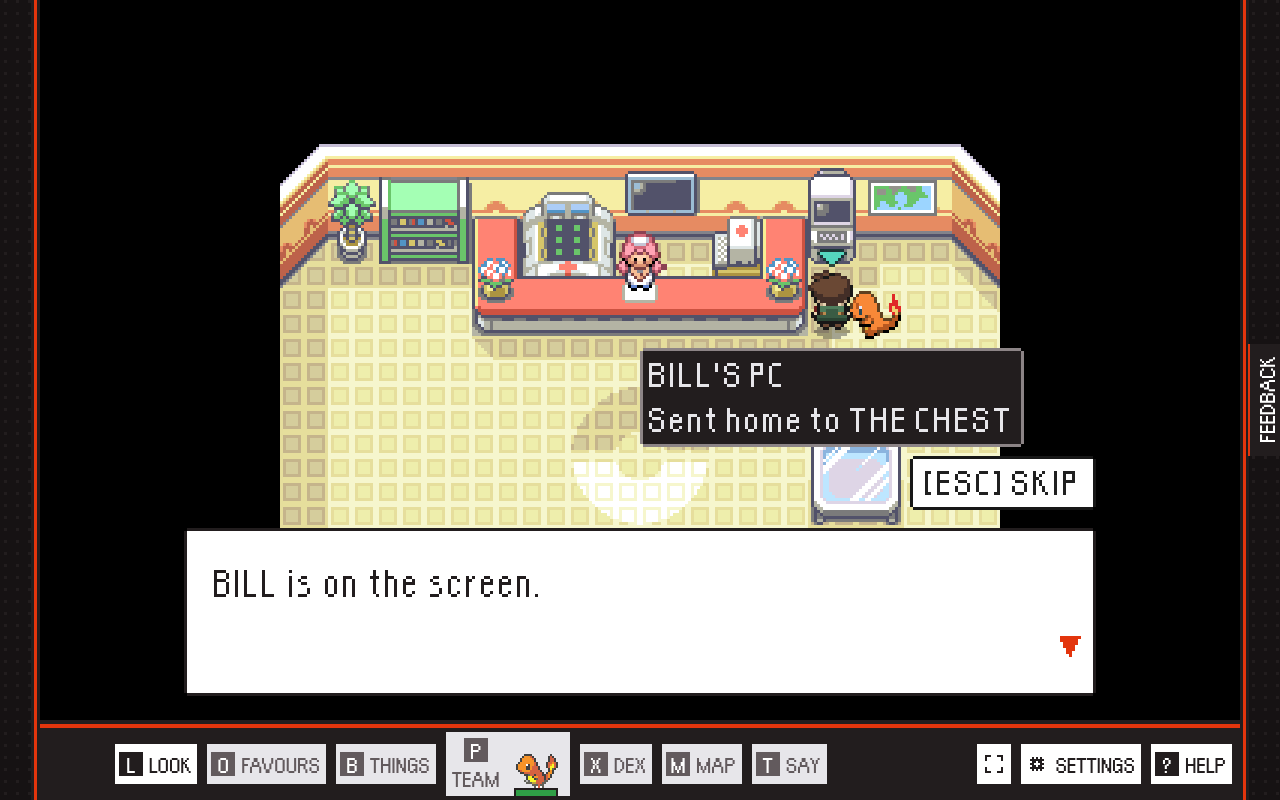 BILL'S PC
Sent home to THE CHEST
[ESC] SKIP
FEEDBACK
BILL is on the screen.
L LOOK
O FAVOURS
B THINGS
P TEAM
X DEX
M MAP
T SAY
SETTINGS
? HELP